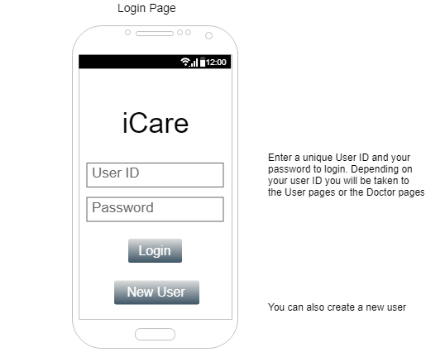 Login Page
12:00
iCare
User ID
Password
Login
New User
Enter a unique User ID and your
password to login. Depending on
your user ID you will be taken to
the User pages or the Doctor pages
You can also create a new user